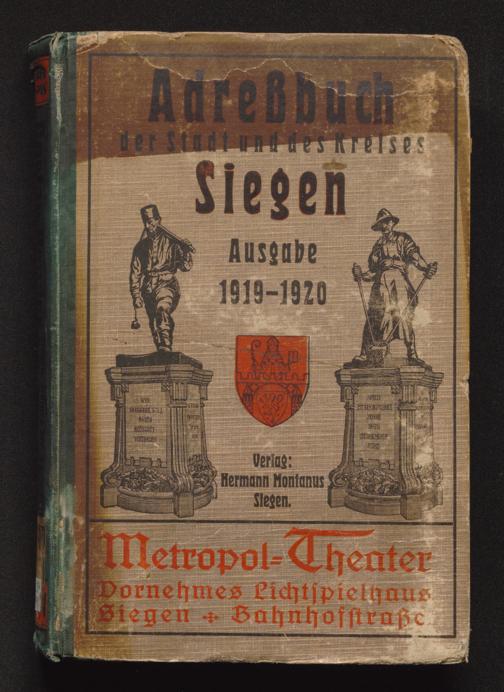 Adreßbuch
der Stadt und des Kreises
Siegen
Ausgabe
1919-1920
Verlag:
Hermann Montanus
Siegen.
Metropol-Theater
Vornehmes Lichtspielhaus
Siegen Bahnhofstraße